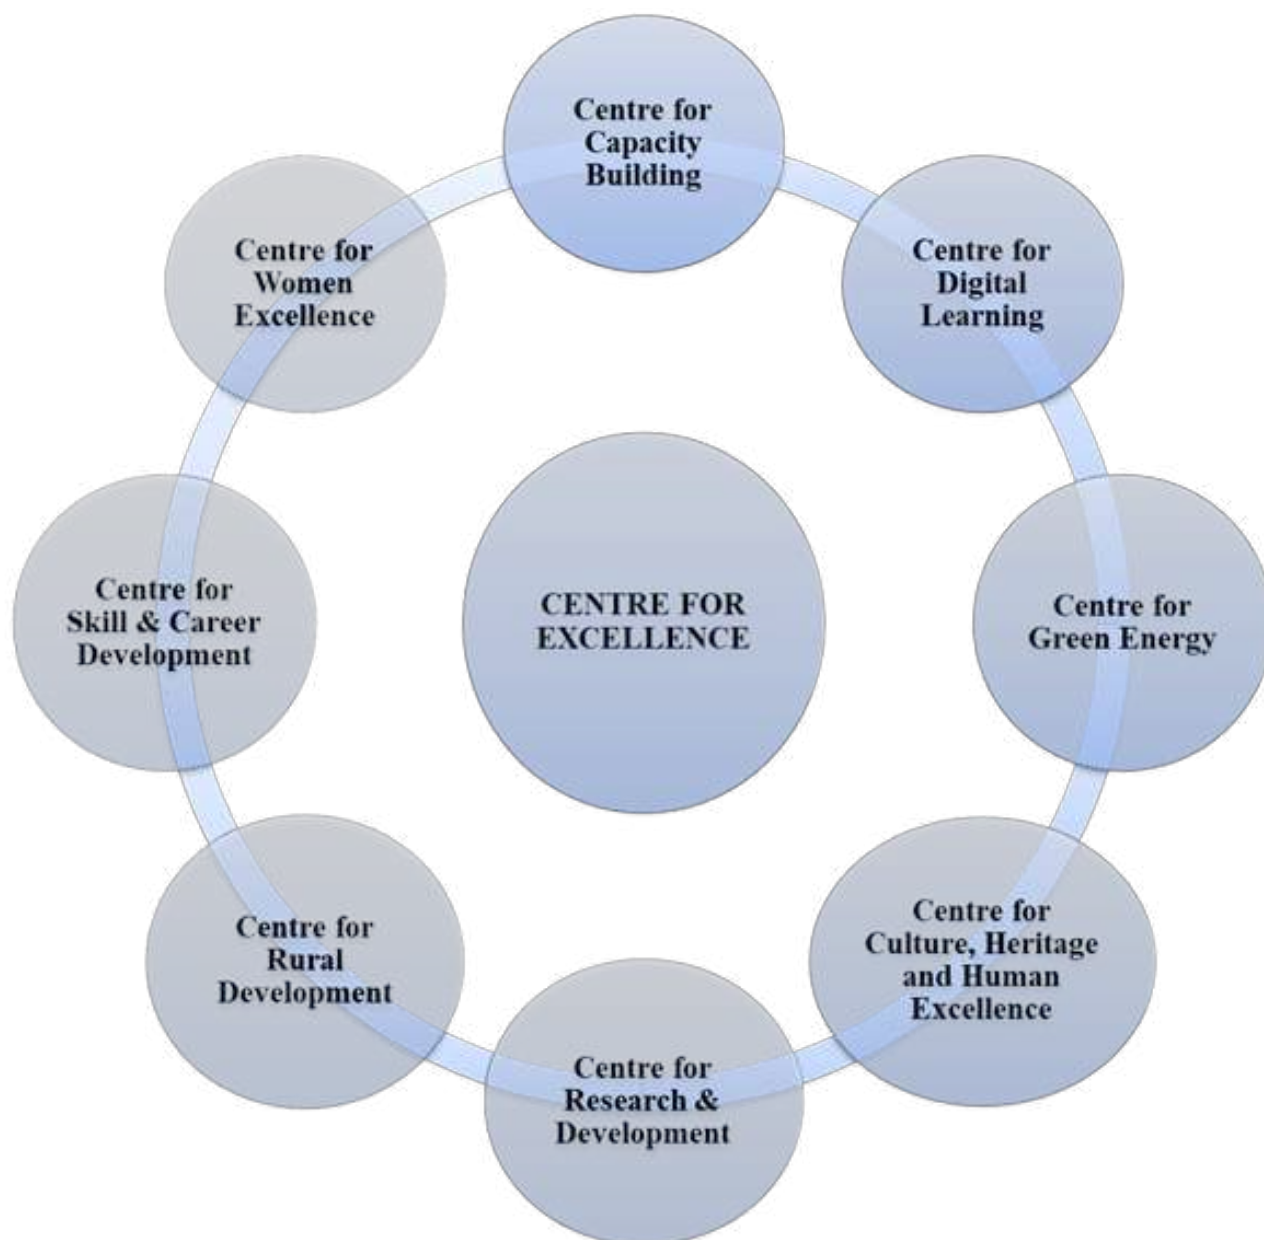 Centre for
Capacity
Building
Centre for
Digital
Learning
Centre for
Green Energy
Centre for
Culture, Heritage
and Human
Excellence
Centre for
Research &
Development
Centre for
Rural
Development
Centre for
Skill & Career
Development
Centre for
Women
Excellence
CENTRE FOR
EXCELLENCE